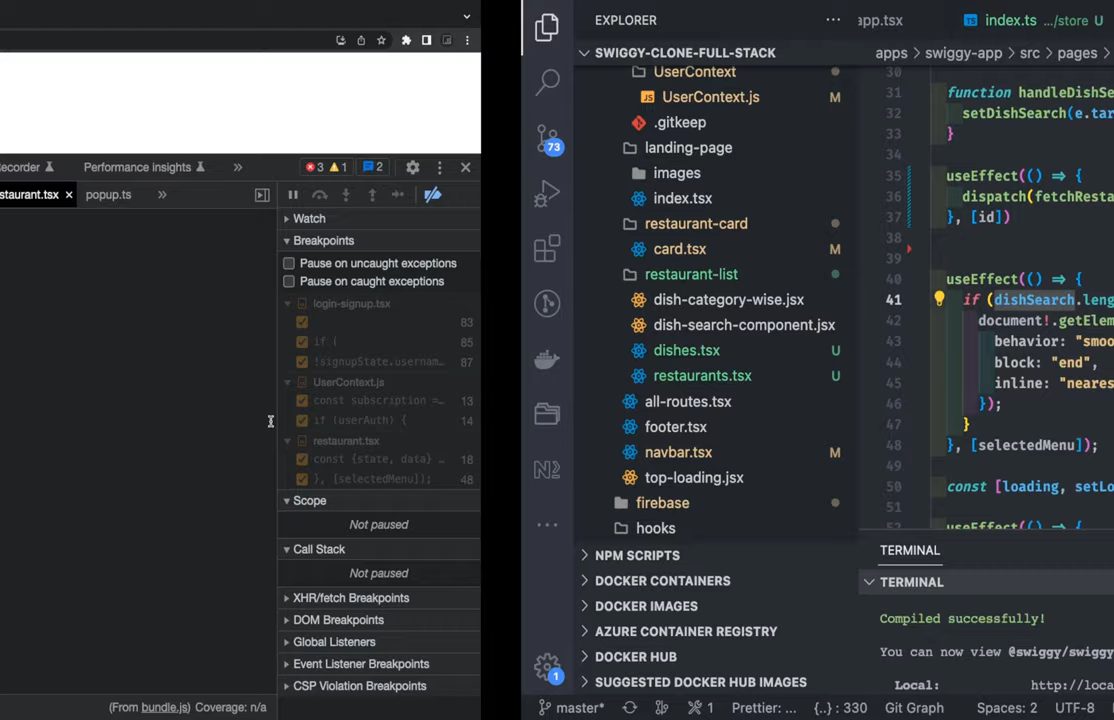 ecorder
Performance insights
»
3
1
2
staurant.tsx ×
popup.ts
»
Watch
Breakpoints
Pause on uncaught exceptions
Pause on caught exceptions
login-signup.tsx
83
if (
85
!signupState.usernam...
87
UserContext.js
const subscription =...
13
if (userAuth) {
14
restaurant.tsx
const {state, data} ...
18
}, [selectedMenu]);
48
Scope
Not paused
Call Stack
Not paused
XHR/fetch Breakpoints
DOM Breakpoints
Global Listeners
Event Listener Breakpoints
CSP Violation Breakpoints
(From bundle.js) Coverage: n/a
73
1
EXPLORER
SWIGGY-CLONE-FULL-STACK
UserContext
JS UserContext.js M
.gitkeep
landing-page
images
index.tsx
restaurant-card
card.tsx M
restaurant-list
dish-category-wise.jsx
dish-search-component.jsx
dishes.tsx U
restaurants.tsx U
all-routes.tsx
footer.tsx
navbar.tsx M
top-loading.jsx
firebase
hooks
NPM SCRIPTS
DOCKER CONTAINERS
DOCKER IMAGES
AZURE CONTAINER REGISTRY
DOCKER HUB
SUGGESTED DOCKER HUB IMAGES
app.tsx
TS index.ts .../store U
apps > swiggy-app > src > pages >
30
31 function handleDishSe
32 setDishSearch(e.tar
33 }
34
35 useEffect(() => {
36 dispatch(fetchResta
37 }, [id])
38
39
40 useEffect(() => {
41 if (dishSearch.leng
42 document!.getElem
43 behavior: "smoo
44 block: "end",
45 inline: "neares
46 });
47 }
48 }, [selectedMenu]);
49
50 const [loading, setLo
51
52 useEffect(() => {
TERMINAL
TERMINAL
Compiled successfully!
You can now view @swiggy/swiggy
Local: http://loca
master*
1
Prettier: ...
{..} : 330
Git Graph
Spaces: 2
UTF-8